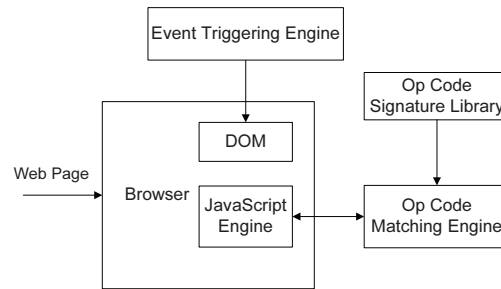 Event Triggering Engine
Op Code
Signature Library
DOM
Web Page
Browser
JavaScript
Engine
Op Code
Matching Engine